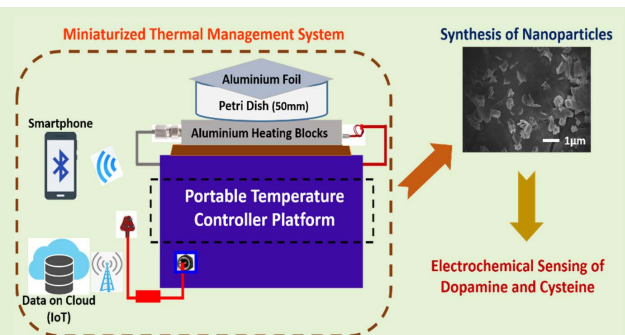 Miniaturized Thermal Management System
Synthesis of Nanoparticles
Aluminium Foil
Petri Dish (50mm)
Smartphone
Aluminium Heating Blocks
1μm
Portable Temperature
Controller Platform
Electrochemical Sensing of
Dopamine and Cysteine
Data on Cloud
(IoT)